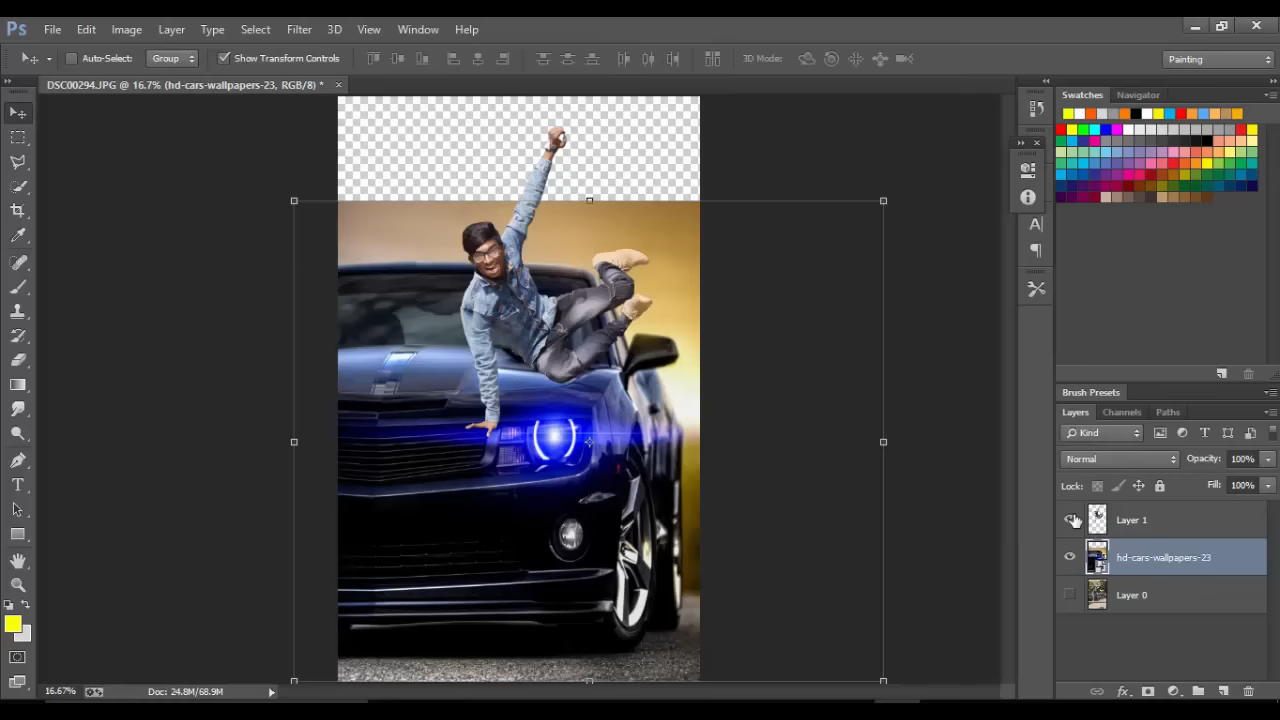 Ps File Edit Image Layer Type Select Filter 3D View Window Help
Auto-Select: Group Show Transform Controls 3D Mode: Painting
DSC00294.JPG @ 16.7% (hd-cars-wallpapers-23, RGB/8) * ×
Swatches Navigator
Brush Presets
Layers Channels Paths
Kind
Normal Opacity: 100%
Lock: Fill: 100%
Layer 1
hd-cars-wallpapers-23
Layer 0
16.67% Doc: 24.8M/68.9M